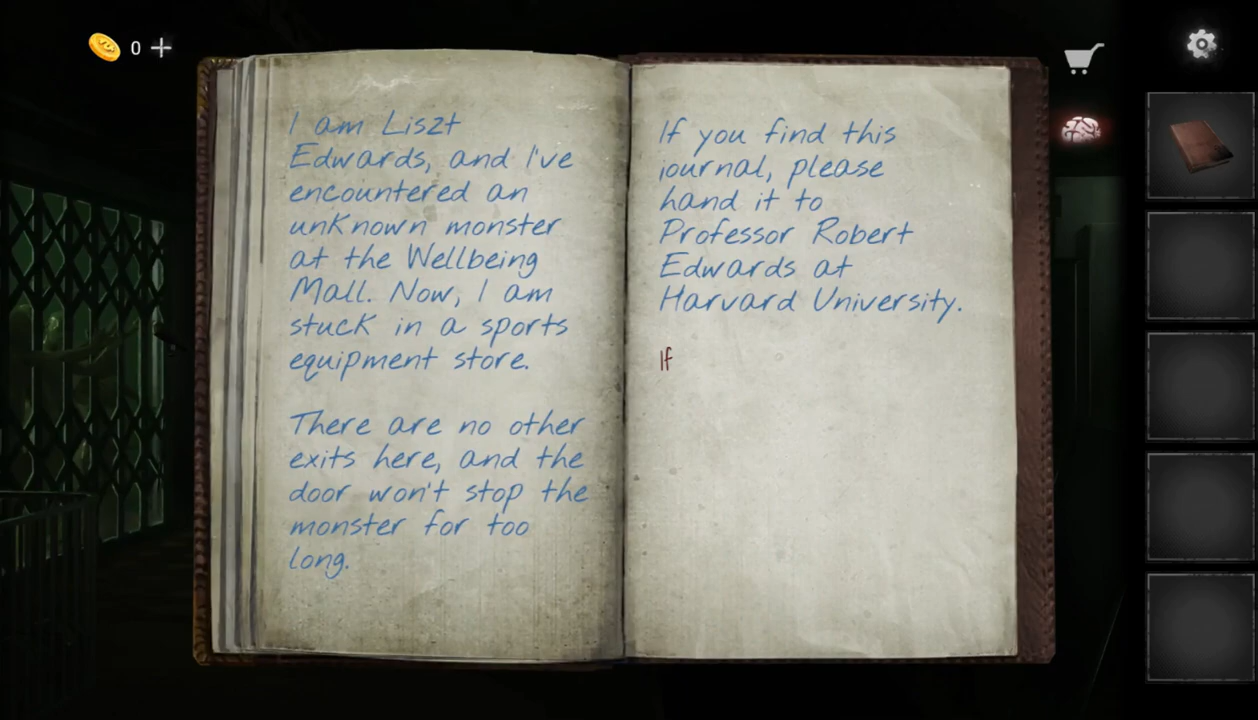 0
I am Liszt
Edwards, and I've
encountered an
unknown monster
at the Wellbeing
Mall. Now, I am
stuck in a sports
equipment store.
There are no other
exits here, and the
door won't stop the
monster for too
long.
If you find this
journal, please
hand it to
Professor Robert
Edwards at
Harvard University.
If